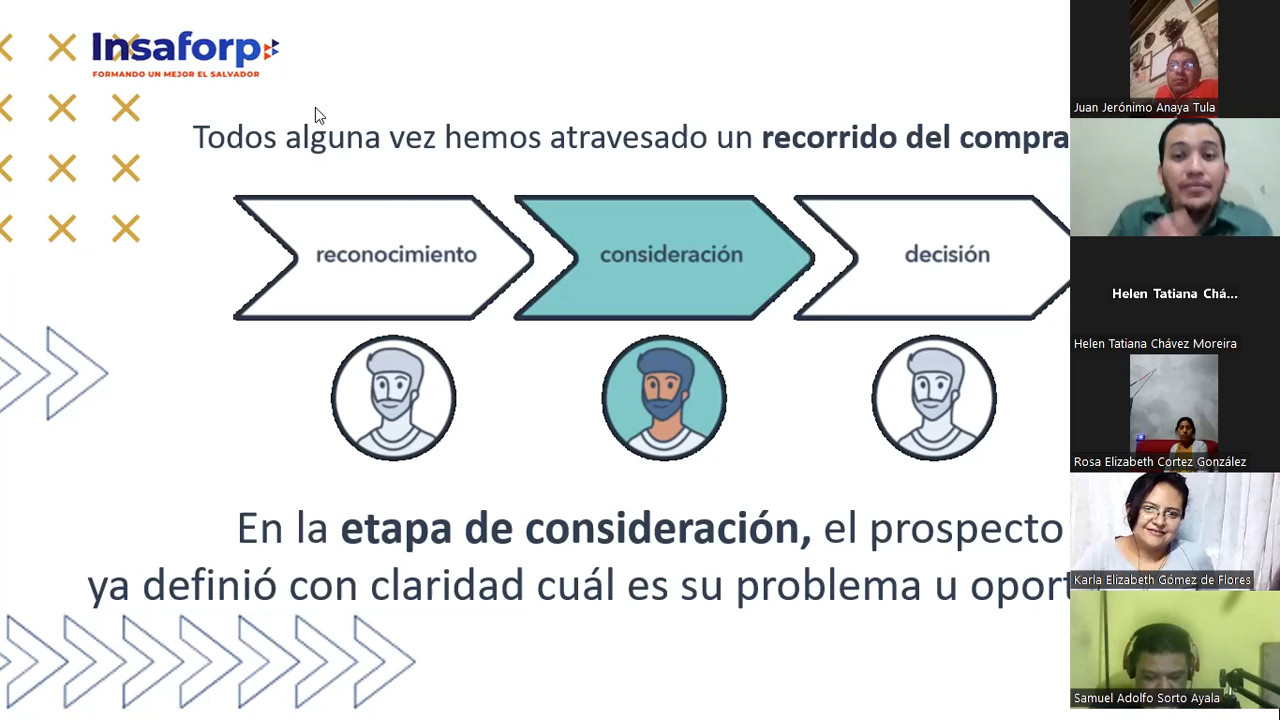 Insaforp
FORMANDO UN MEJOR EL SALVADOR
Todos alguna vez hemos atravesado un recorrido del compra
reconocimiento
consideración
decisión
En la etapa de consideración, el prospecto
ya definió con claridad cuál es su problema u oport
Juan Jerónimo Anaya Tula
Helen Tatiana Chá...
Helen Tatiana Chávez Moreira
Rosa Elizabeth Cortez González
Karla Elizabeth Gómez de Flores
Samuel Adolfo Sorto Ayala